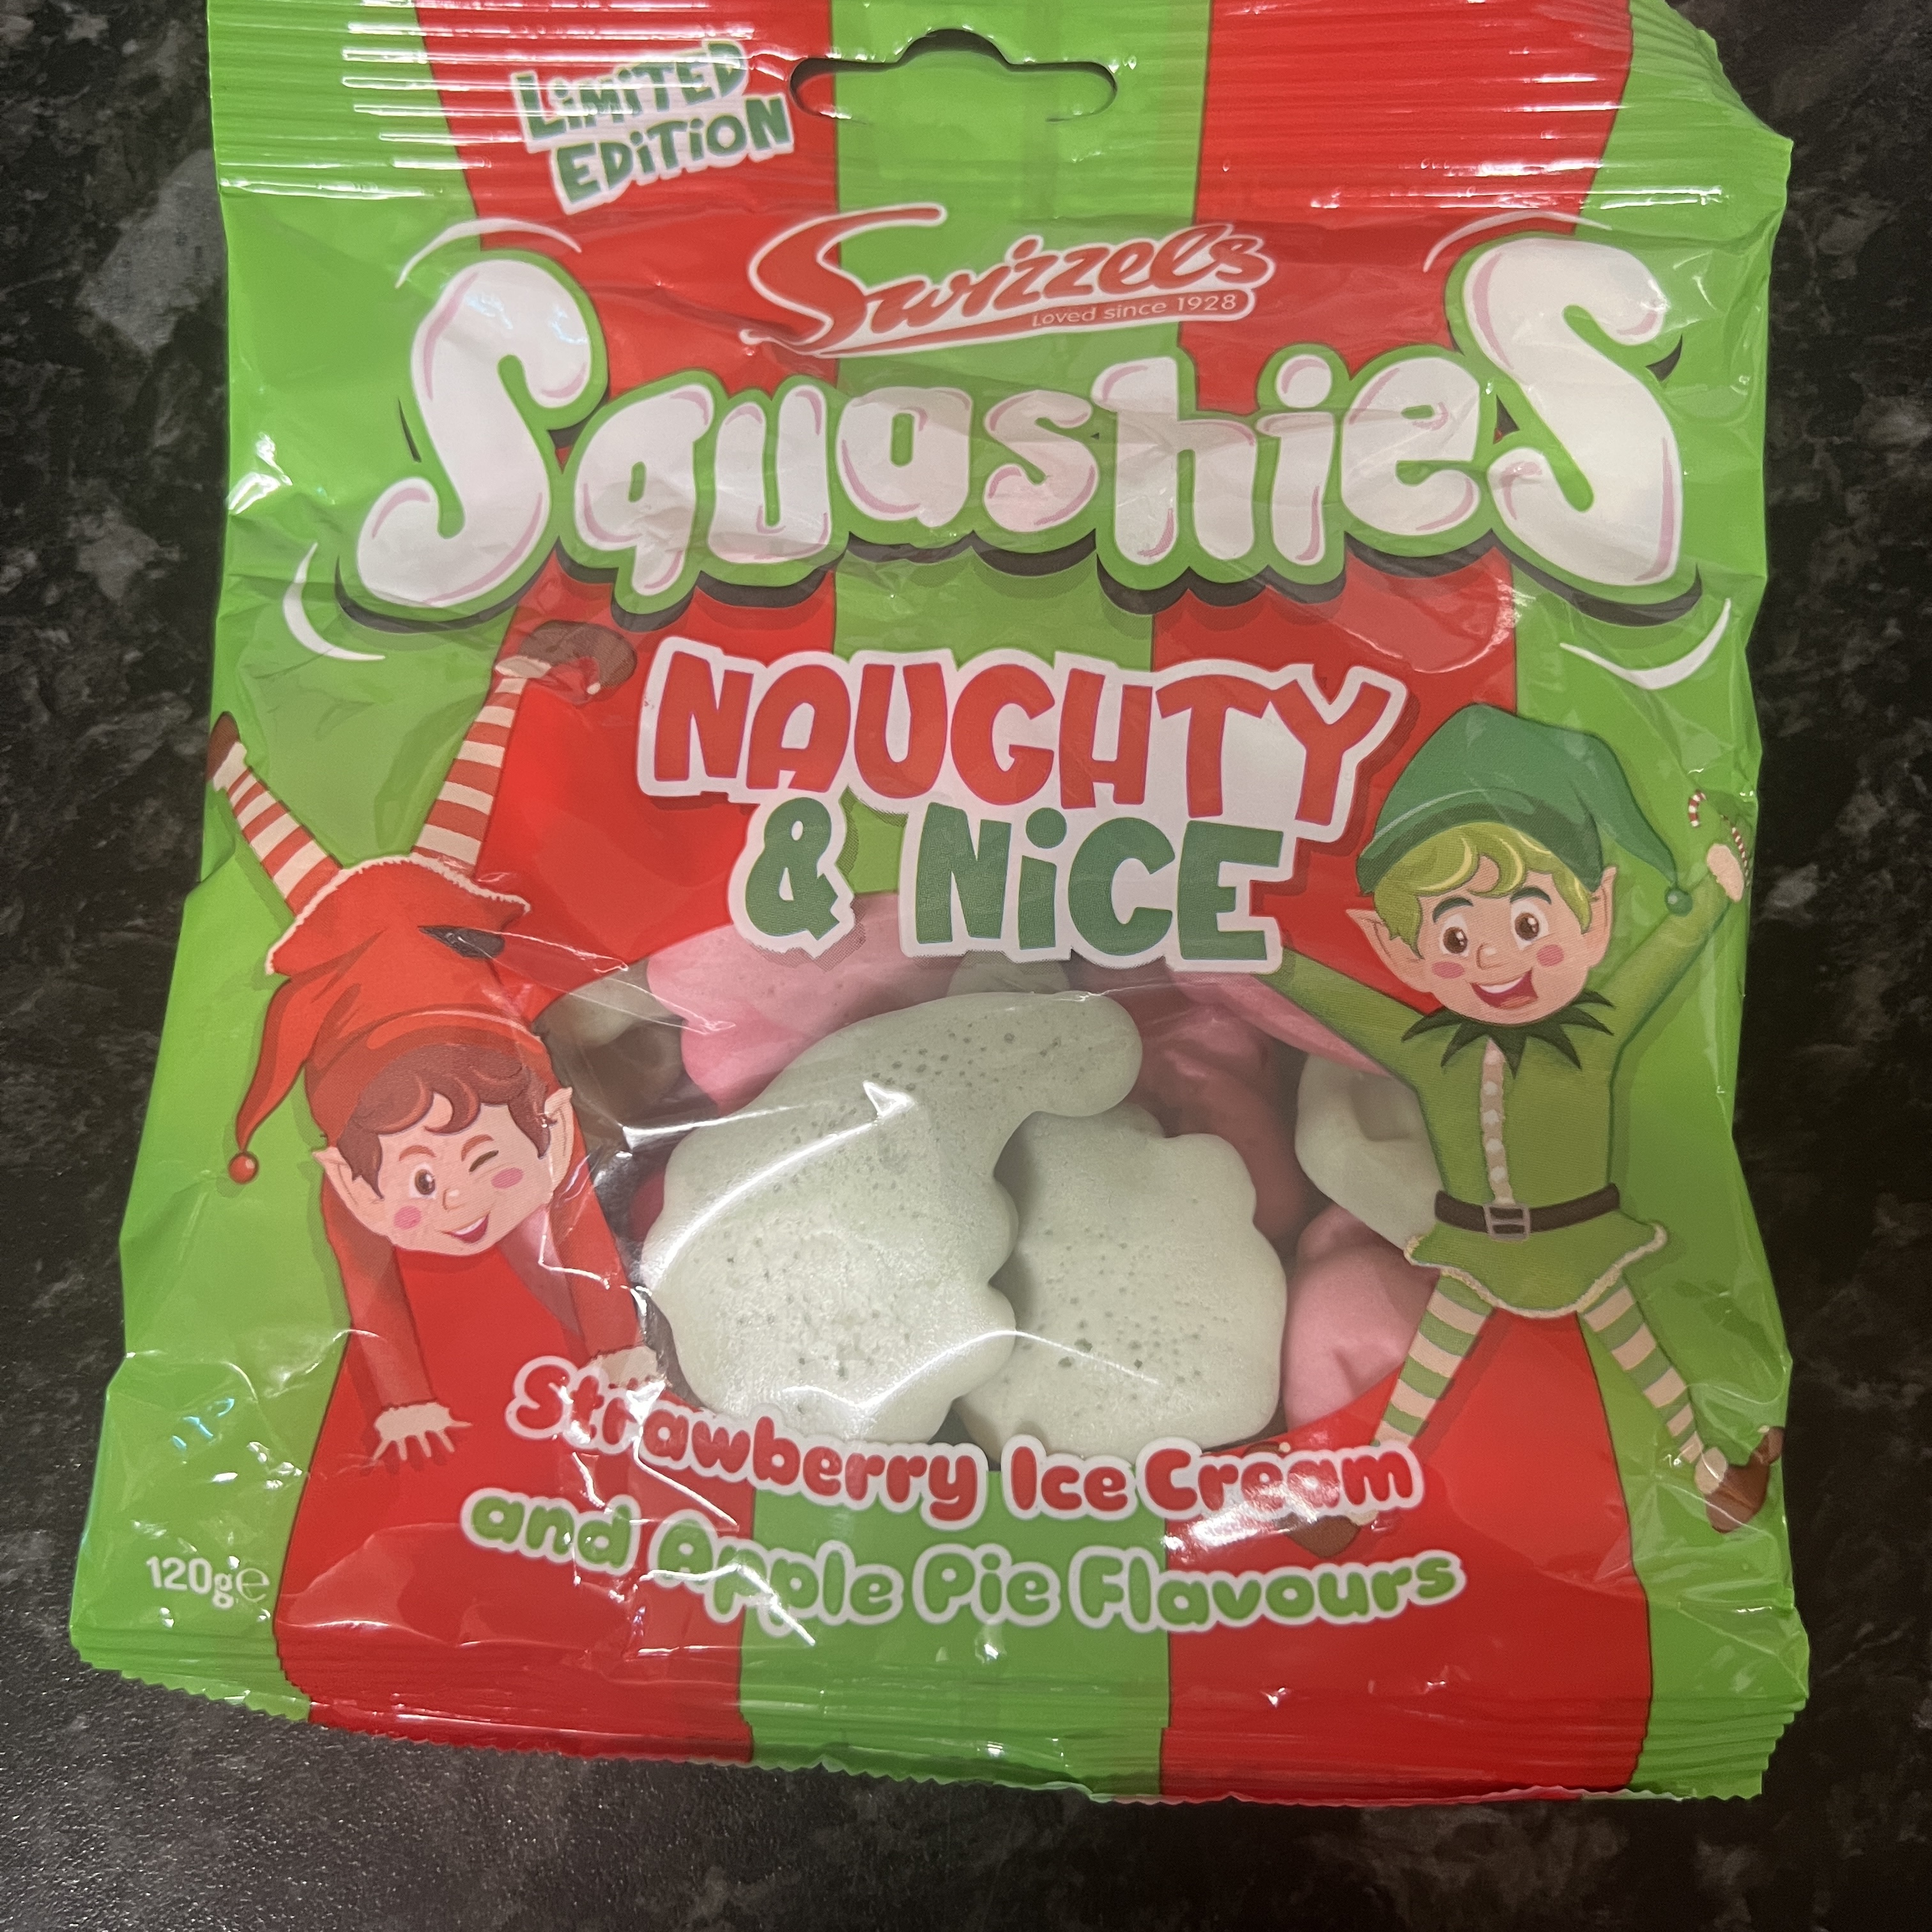 LiMiTED
EDiTiON
Swizzels
Loved since 1928
Squashies
NAUGHTY
& NiCE
Strawberry Ice Cream
and Apple Pie Flavours
120g℮